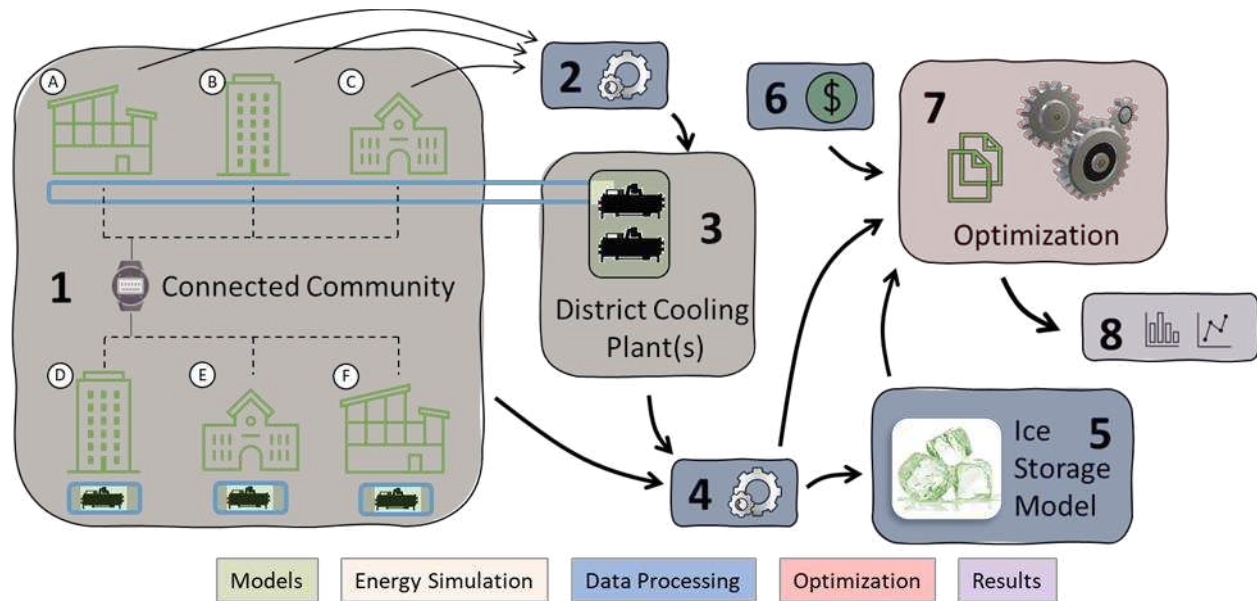 A
B
C
2
6
$
7
Optimization
3
District Cooling
Plant(s)
1
Connected Community
8
D
E
F
4
Ice
Storage
Model
5
Models
Energy Simulation
Data Processing
Optimization
Results